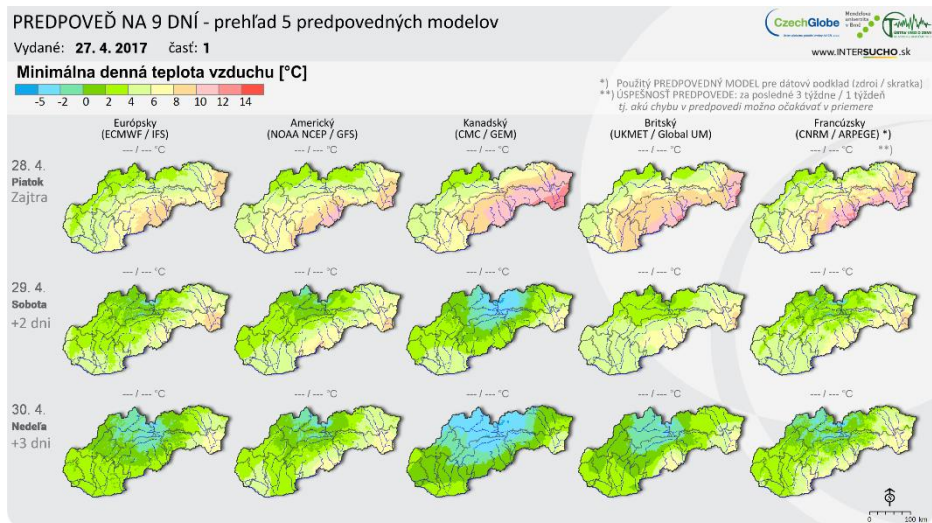 PREDPOVEĎ NA 9 DNÍ - prehľad 5 predpovedných modelov
CzechGlobe
Mendelova
univerzita
v Brně
Vydané: 27. 4. 2017 časť: 1
www.INTERSUCHO.sk
Minimálna denná teplota vzduchu [°C]
-5 -2 0 2 4 6 8 10 12 14
*) Použitý PREDPOVEDNÝ MODEL pre dátový podklad (zdroj / skratka)
**) ÚSPEŠNOSŤ PREDPOVEDE: za posledné 3 týždne / 1 týždeň
tj. akú chybu v predpovedi možno očakávať v priemere
Európsky
(ECMWF / IFS)
--- / --- °C
Americký
(NOAA NCEP / GFS)
--- / --- °C
Kanadský
(CMC / GEM)
--- / --- °C
Britský
(UKMET / Global UM)
--- / --- °C
Francúzsky
(CNRM / ARPEGE) *)
--- / --- °C **)
28. 4.
Piatok
Zajtra
--- / --- °C --- / --- °C --- / --- °C --- / --- °C --- / --- °C
29. 4.
Sobota
+2 dni
--- / --- °C --- / --- °C --- / --- °C --- / --- °C --- / --- °C
30. 4.
Nedeľa
+3 dni
0 100 km